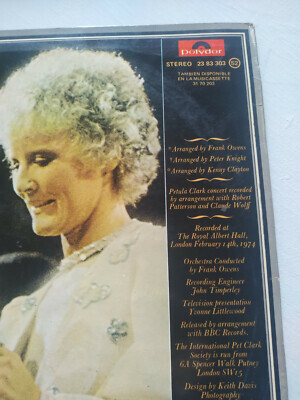 polydor
STEREO 23 83 303 52
TAMBIEN DISPONIBLE
EN LA MUSICASSETTE
31 70 202
*Arranged by Frank Owens
*Arranged by Peter Knight
*Arranged by Kenny Clayton
Petula Clark concert recorded
by arrangement with Robert
Patterson and Claude Wolff
Recorded at
The Royal Albert Hall,
London February 14th, 1974
Orchestra Conducted
by Frank Owens
Recording Engineer
John Timperley
Television presentation
Yvonne Littlewood
Released by arrangement
with BBC Records.
The International Pet Clark
Society is run from
6A Spencer Walk Putney
London SW15
Design by Keith Davis
Photography